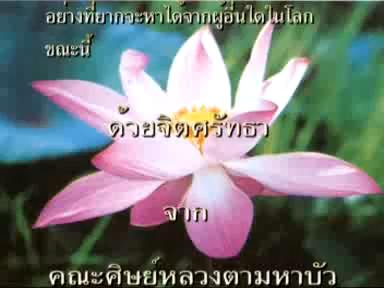 อย่างที่ยากจะหาได้จากผู้อื่นใดในโลก
ขณะนี้
ด้วยจิตศรัทธา
จาก
คณะศิษย์หลวงตามหาบัว